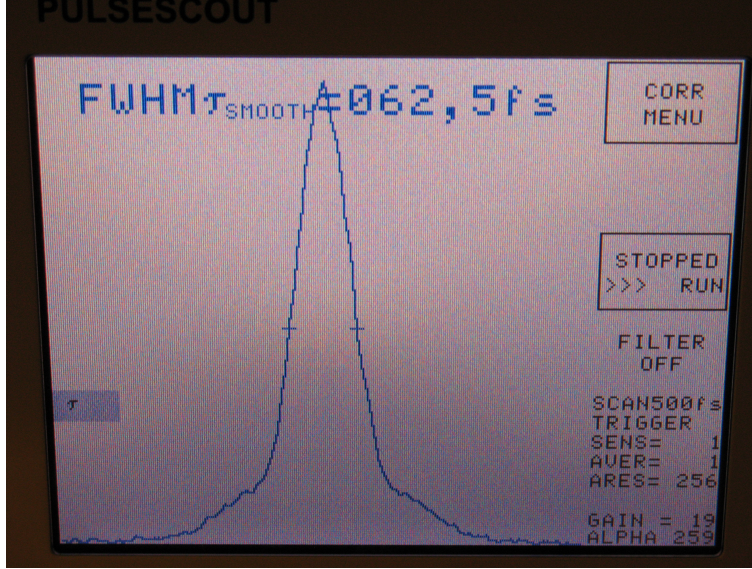 PULSESCOUT
FWHMτSMOOTH=062,5fs
CORR
MENU
STOPPED
>>> RUN
FILTER
OFF
τ
SCAN500fs
TRIGGER
SENS= 1
AVER= 1
ARES= 256
GAIN = 19
ALPHA 259